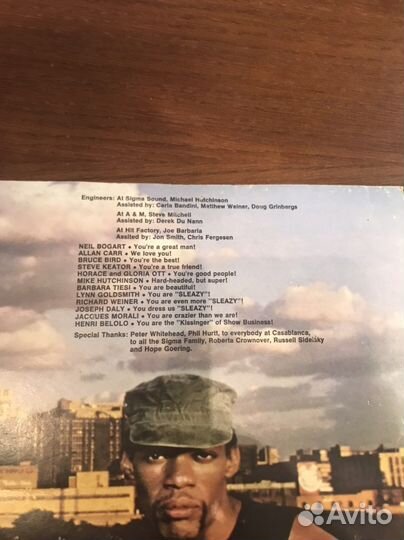 Engineers: At Sigma Sound, Michael Hutchinson
Assisted by: Carla Bandini, Matthew Weiner, Doug Grinbergs
At A & M, Steve Mitchell
Assisted by: Derek Du Nann
At Hit Factory, Joe Barbaria
Assited by: Jon Smith, Chris Fergesen
NEIL BOGART • You're a great man!
ALLAN CARR • We love you!
BRUCE BIRD • You're the best!
STEVE KEATOR • You're a true friend!
HORACE and GLORIA OTT • You're good people!
MIKE HUTCHINSON • Hard-headed, but super!
BARBARA TIESI • You are beautiful!
LYNN GOLDSMITH • You are "SLEAZY"!
RICHARD WEINER • You are even more "SLEAZY"!
JOSEPH DALY • You dress us "SLEAZY"!
JACQUES MORALI • You are crazier than we are!
HENRI BELOLO • You are the "Kissinger" of Show Business!
Special Thanks: Peter Whitehead, Phil Hurtt, to everybody at Casablanca,
to all the Sigma Family, Roberta Crownover, Russell Sidelsky
and Hope Goering.
Avito